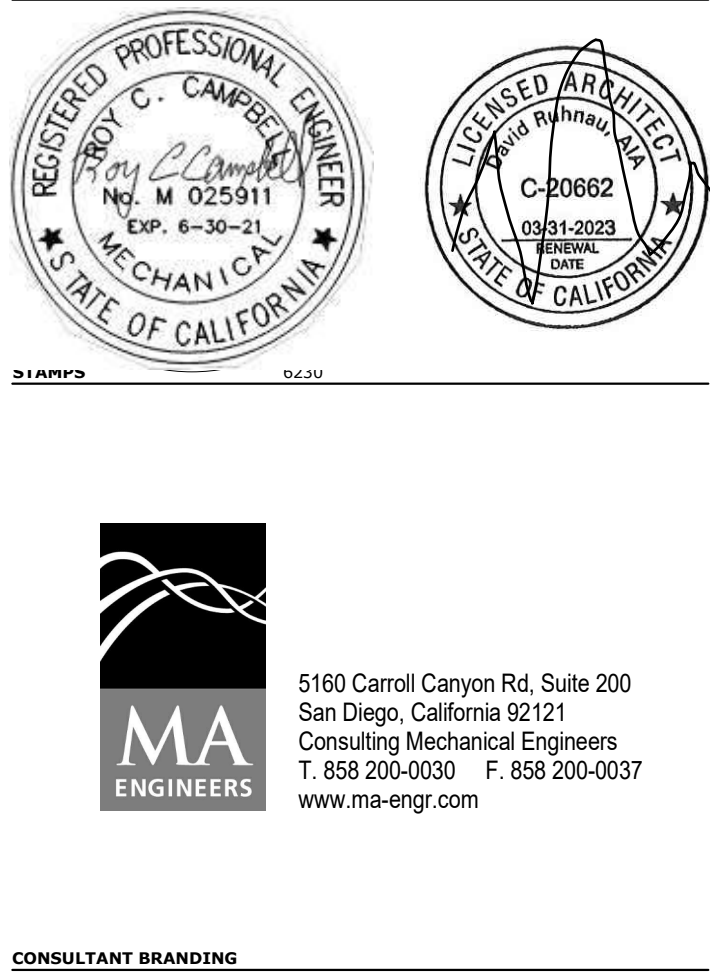 REGISTERED PROFESSIONAL ENGINEER
ROY C. CAMPBELL
Roy C Campbell
No. M 025911
EXP. 6-30-21
MECHANICAL
STATE OF CALIFORNIA
LICENSED ARCHITECT
David Ruhnau, AIA
C-20662
03-31-2023
RENEWAL
DATE
STATE OF CALIFORNIA
STAMPS 6230
MA
ENGINEERS
5160 Carroll Canyon Rd, Suite 200
San Diego, California 92121
Consulting Mechanical Engineers
T. 858 200-0030 F. 858 200-0037
www.ma-engr.com
CONSULTANT BRANDING